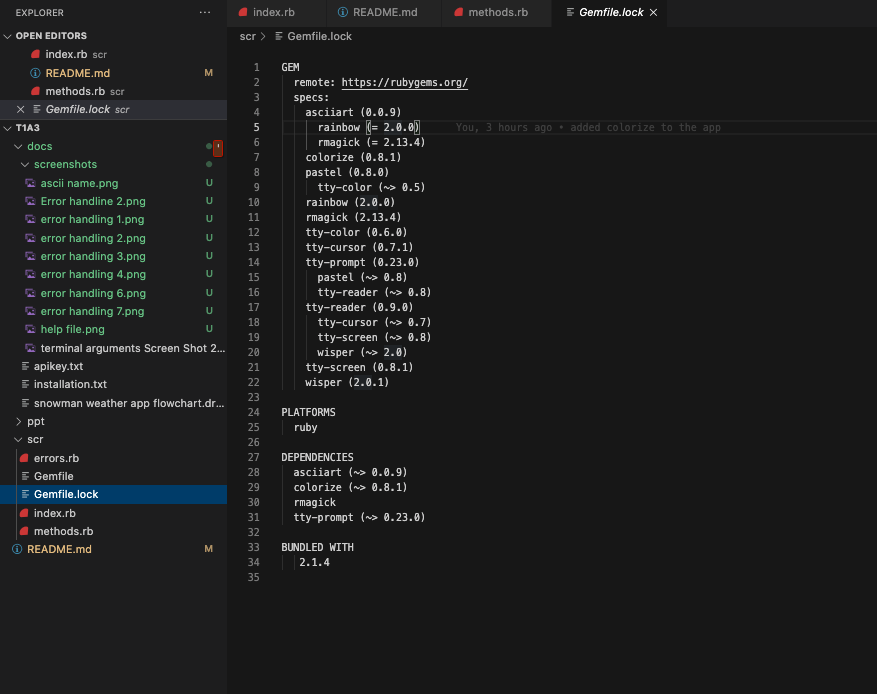 EXPLORER
index.rb
README.md
methods.rb
Gemfile.lock
OPEN EDITORS
index.rb scr
README.md M
methods.rb scr
Gemfile.lock scr
T1A3
docs
screenshots
ascii name.png U
Error handline 2.png U
error handling 1.png U
error handling 2.png U
error handling 3.png U
error handling 4.png U
error handling 6.png U
error handling 7.png U
help file.png U
terminal arguments Screen Shot 2...
apikey.txt
installation.txt
snowman weather app flowchart.dr...
ppt
scr
errors.rb
Gemfile
Gemfile.lock
index.rb
methods.rb
README.md M
scr > Gemfile.lock
1 GEM
2 remote: https://rubygems.org/
3 specs:
4 asciiart (0.0.9)
5 rainbow (= 2.0.0) You, 3 hours ago • added colorize to the app
6 rmagick (= 2.13.4)
7 colorize (0.8.1)
8 pastel (0.8.0)
9 tty-color (~> 0.5)
10 rainbow (2.0.0)
11 rmagick (2.13.4)
12 tty-color (0.6.0)
13 tty-cursor (0.7.1)
14 tty-prompt (0.23.0)
15 pastel (~> 0.8)
16 tty-reader (~> 0.8)
17 tty-reader (0.9.0)
18 tty-cursor (~> 0.7)
19 tty-screen (~> 0.8)
20 wisper (~> 2.0)
21 tty-screen (0.8.1)
22 wisper (2.0.1)
23
24 PLATFORMS
25 ruby
26
27 DEPENDENCIES
28 asciiart (~> 0.0.9)
29 colorize (~> 0.8.1)
30 rmagick
31 tty-prompt (~> 0.23.0)
32
33 BUNDLED WITH
34 2.1.4
35